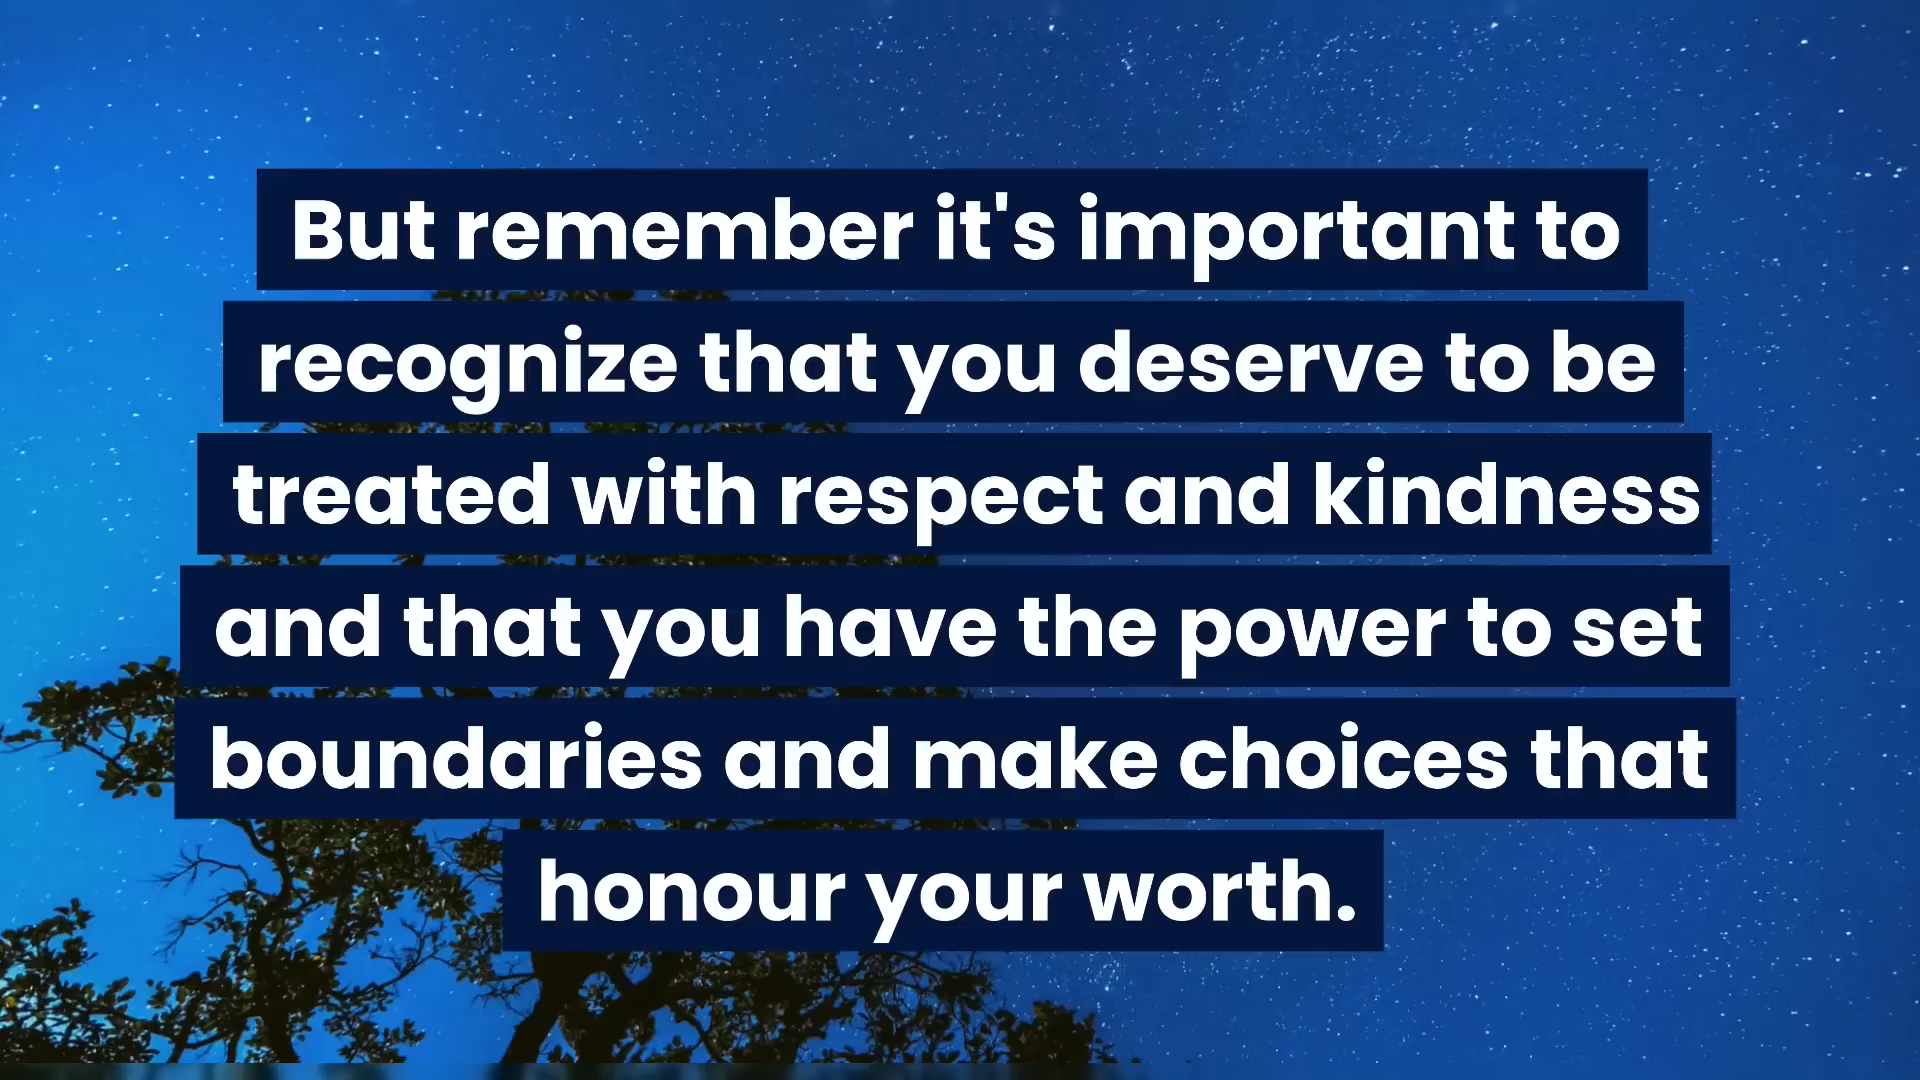 But remember it's important to
recognize that you deserve to be
treated with respect and kindness
and that you have the power to set
boundaries and make choices that
honour your worth.